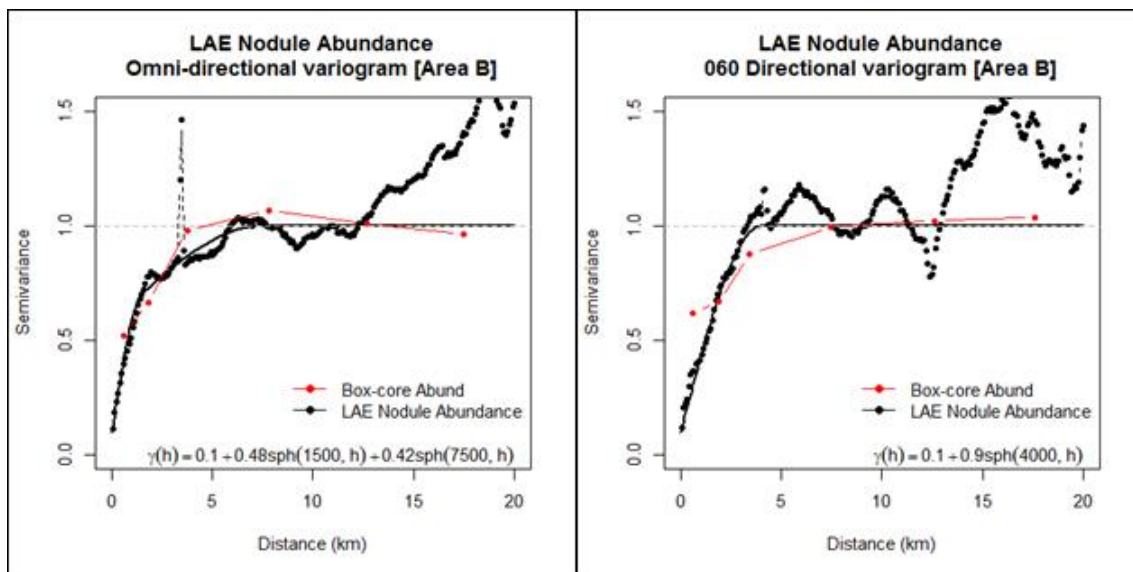 LAE Nodule Abundance
Omni-directional variogram [Area B]
1.5
1.0
0.5
0.0
Semivariance
Box-core Abund
LAE Nodule Abundance
γ(h) = 0.1 + 0.48sph(1500, h) + 0.42sph(7500, h)
0 5 10 15 20
Distance (km)
LAE Nodule Abundance
060 Directional variogram [Area B]
1.5
1.0
0.5
0.0
Semivariance
Box-core Abund
LAE Nodule Abundance
γ(h) = 0.1 + 0.9sph(4000, h)
0 5 10 15 20
Distance (km)